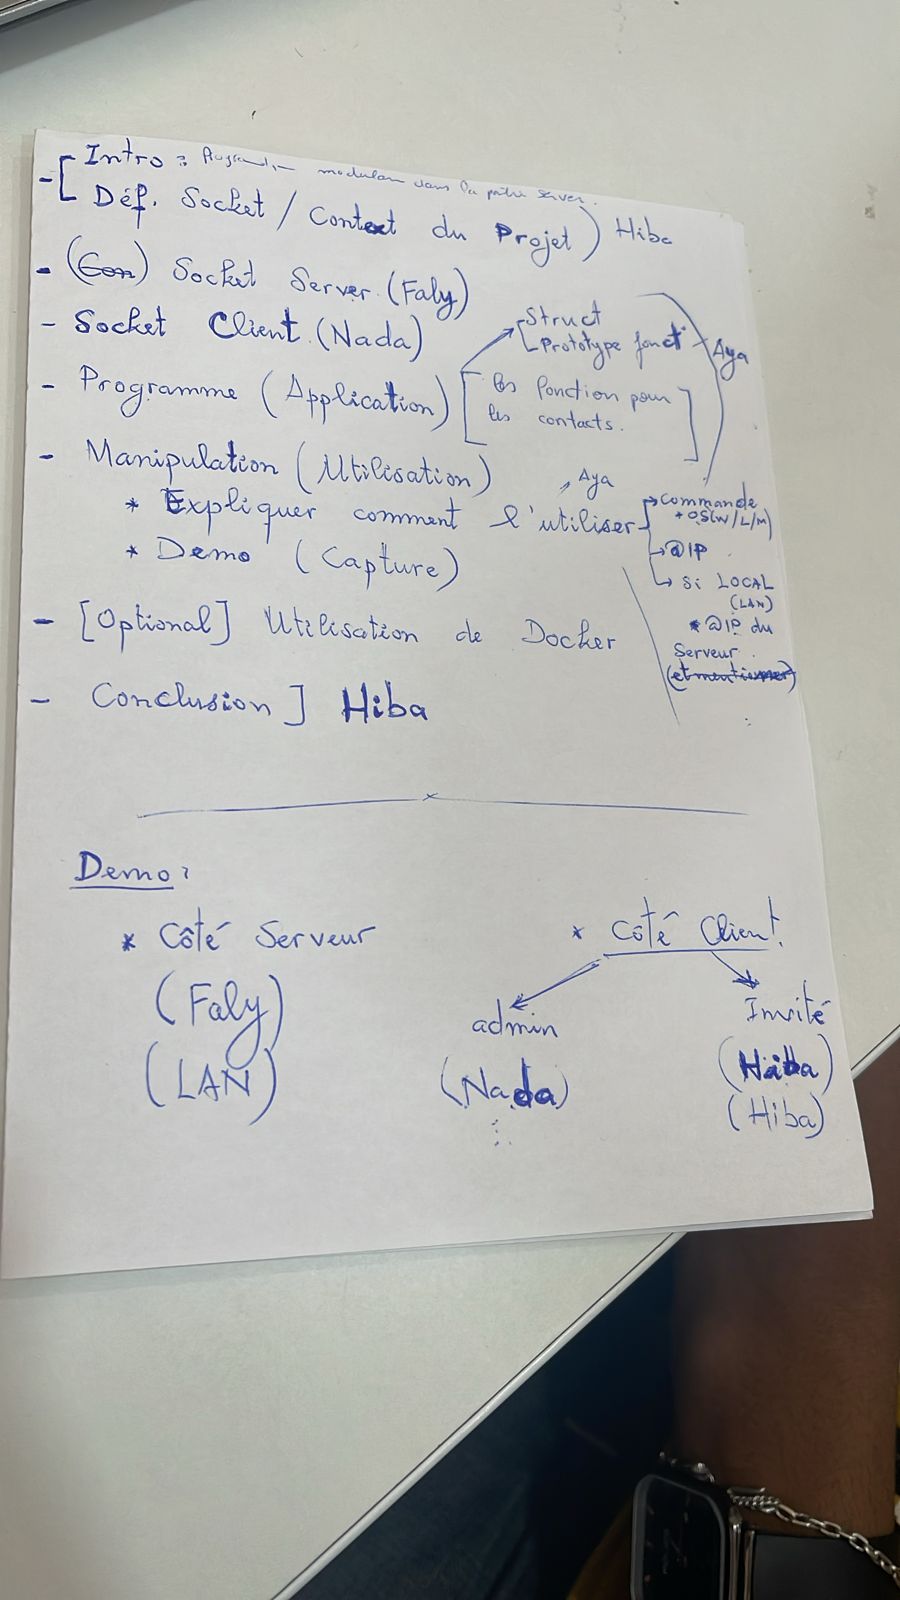 - Intro : modulaire dans la partie server.
Déf. Socket / Context du Projet ) Hiba
- (Con) Socket Server. (Faly)
- Socket Client. (Nada)
Struct
Prototype fonct° Aya
- Programme (Application)
les fonction pour
les contacts.
- Manipulation (Utilisation)
Aya
* Expliquer comment l'utiliser
* Demo (Capture)
Commande
+ OS(W/L/M)
@IP
Si LOCAL
(LAN)
* @IP du
Serveur.
(et mentionner)
- [Optional] Utilisation de Docker
- Conclusion ] Hiba
Demo :
* Côté Serveur
(Faly)
(LAN)
* Côté Client.
admin
(Nada)
Invité
(Hiba)
(Hiba)